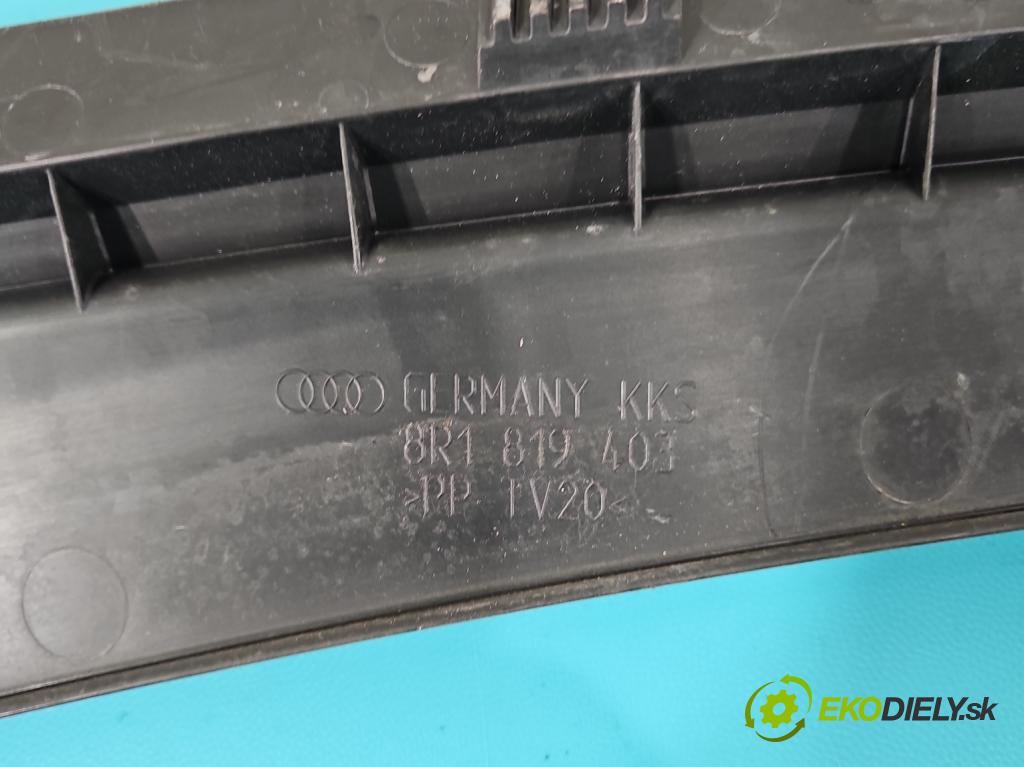 GERMANY KKS
8R1 819 403
>PP TV20<
EKODIELY.sk